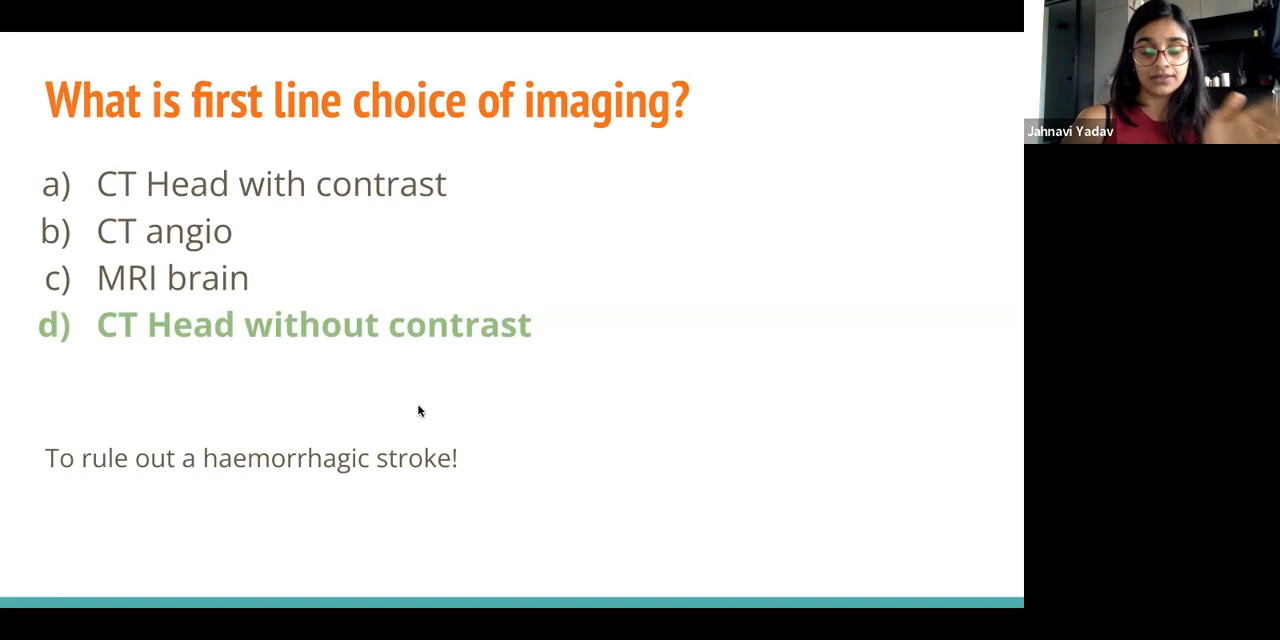 What is first line choice of imaging?
a) CT Head with contrast
b) CT angio
c) MRI brain
d) CT Head without contrast
To rule out a haemorrhagic stroke!
Jahnavi Yadav